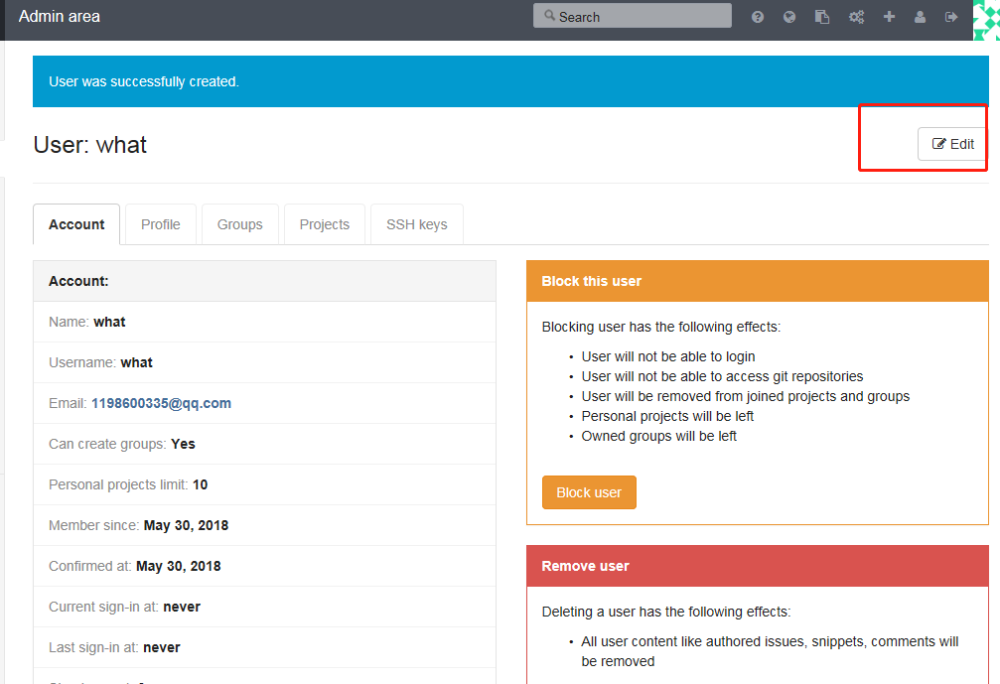 Admin area
Search
User was successfully created.
User: what
Edit
Account
Profile
Groups
Projects
SSH keys
Account:
Name: what
Username: what
Email: 1198600335@qq.com
Can create groups: Yes
Personal projects limit: 10
Member since: May 30, 2018
Confirmed at: May 30, 2018
Current sign-in at: never
Last sign-in at: never
Block this user
Blocking user has the following effects:
• User will not be able to login
• User will not be able to access git repositories
• User will be removed from joined projects and groups
• Personal projects will be left
• Owned groups will be left
Block user
Remove user
Deleting a user has the following effects:
• All user content like authored issues, snippets, comments will
be removed